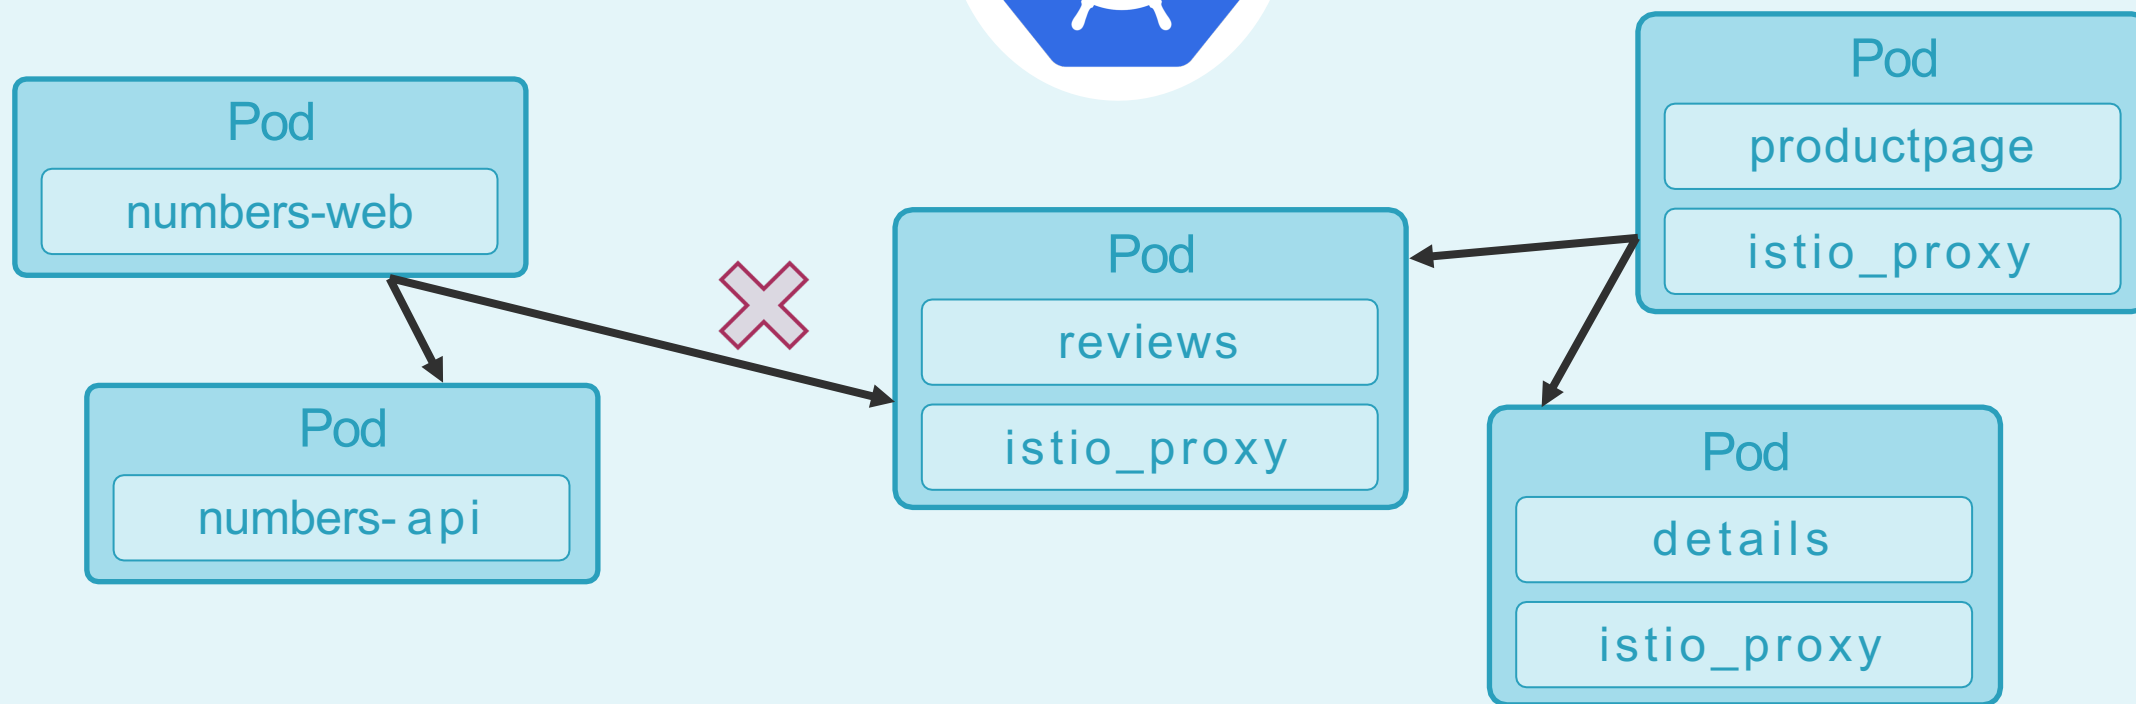 Pod
numbers-web
Pod
numbers- api
Pod
reviews
istio_proxy
Pod
productpage
istio_proxy
Pod
details
istio_proxy